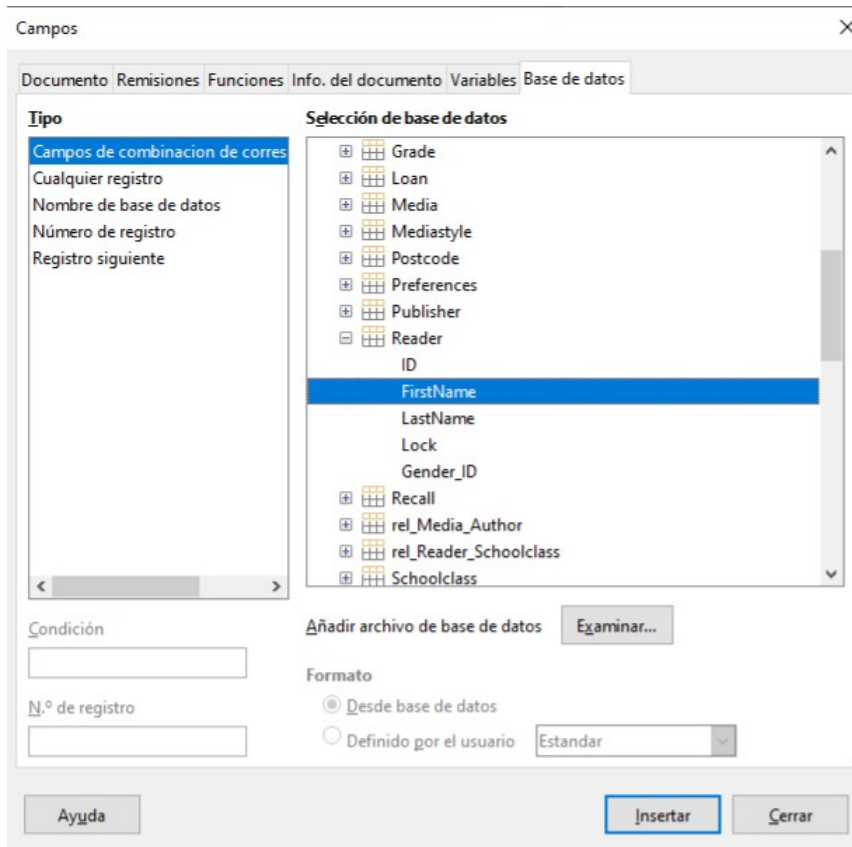 Campos
Documento Remisiones Funciones Info. del documento Variables Base de datos
Tipo
Campos de combinacion de corres
Cualquier registro
Nombre de base de datos
Número de registro
Registro siguiente
Selección de base de datos
Grade
Loan
Media
Mediastyle
Postcode
Preferences
Publisher
Reader
ID
FirstName
LastName
Lock
Gender_ID
Recall
rel_Media_Author
rel_Reader_Schoolclass
Schoolclass
Condición
N.º de registro
Añadir archivo de base de datos Examinar...
Formato
Desde base de datos
Definido por el usuario Estandar
Ayuda Insertar Cerrar